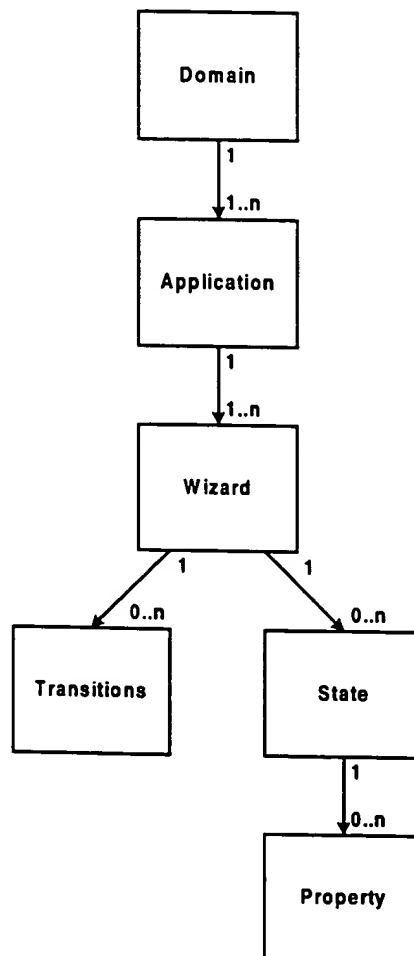 Domain
1
1..n
Application
1
1..n
Wizard
1 1
0..n 0..n
Transitions State
1
0..n
Property